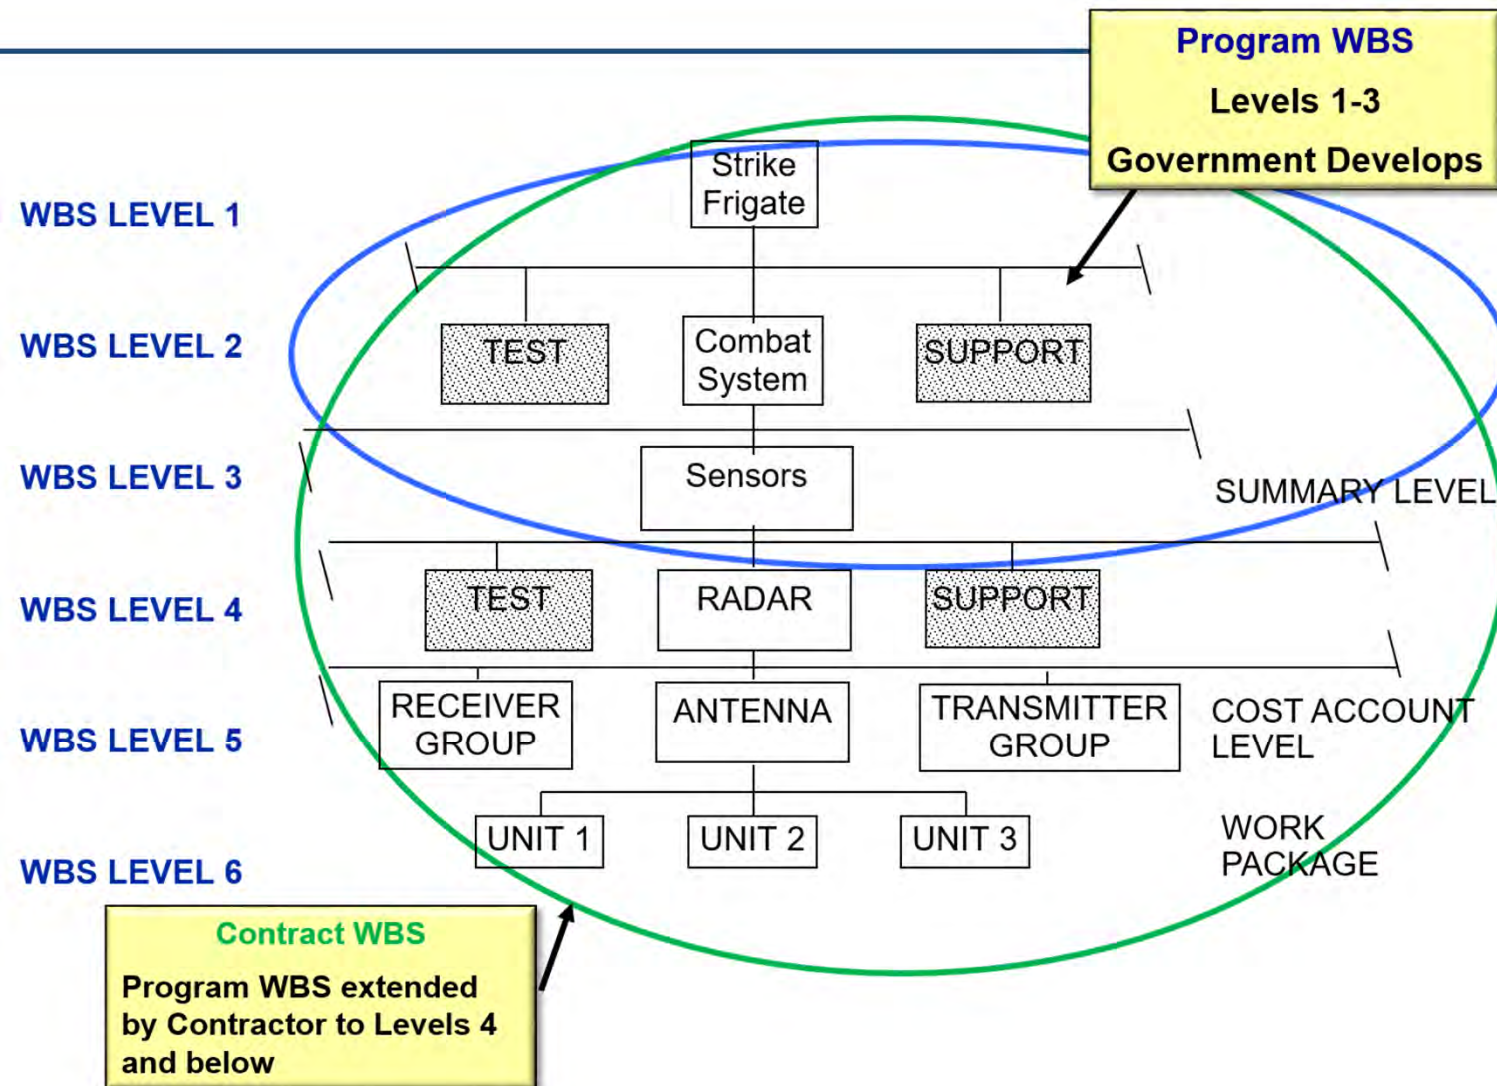 Program WBS
Levels 1-3
Government Develops
WBS LEVEL 1
Strike
Frigate
WBS LEVEL 2
TEST
Combat
System
SUPPORT
WBS LEVEL 3
Sensors
SUMMARY LEVEL
WBS LEVEL 4
TEST
RADAR
SUPPORT
WBS LEVEL 5
RECEIVER
GROUP
ANTENNA
TRANSMITTER
GROUP
COST ACCOUNT
LEVEL
WBS LEVEL 6
UNIT 1
UNIT 2
UNIT 3
WORK
PACKAGE
Contract WBS
Program WBS extended
by Contractor to Levels 4
and below